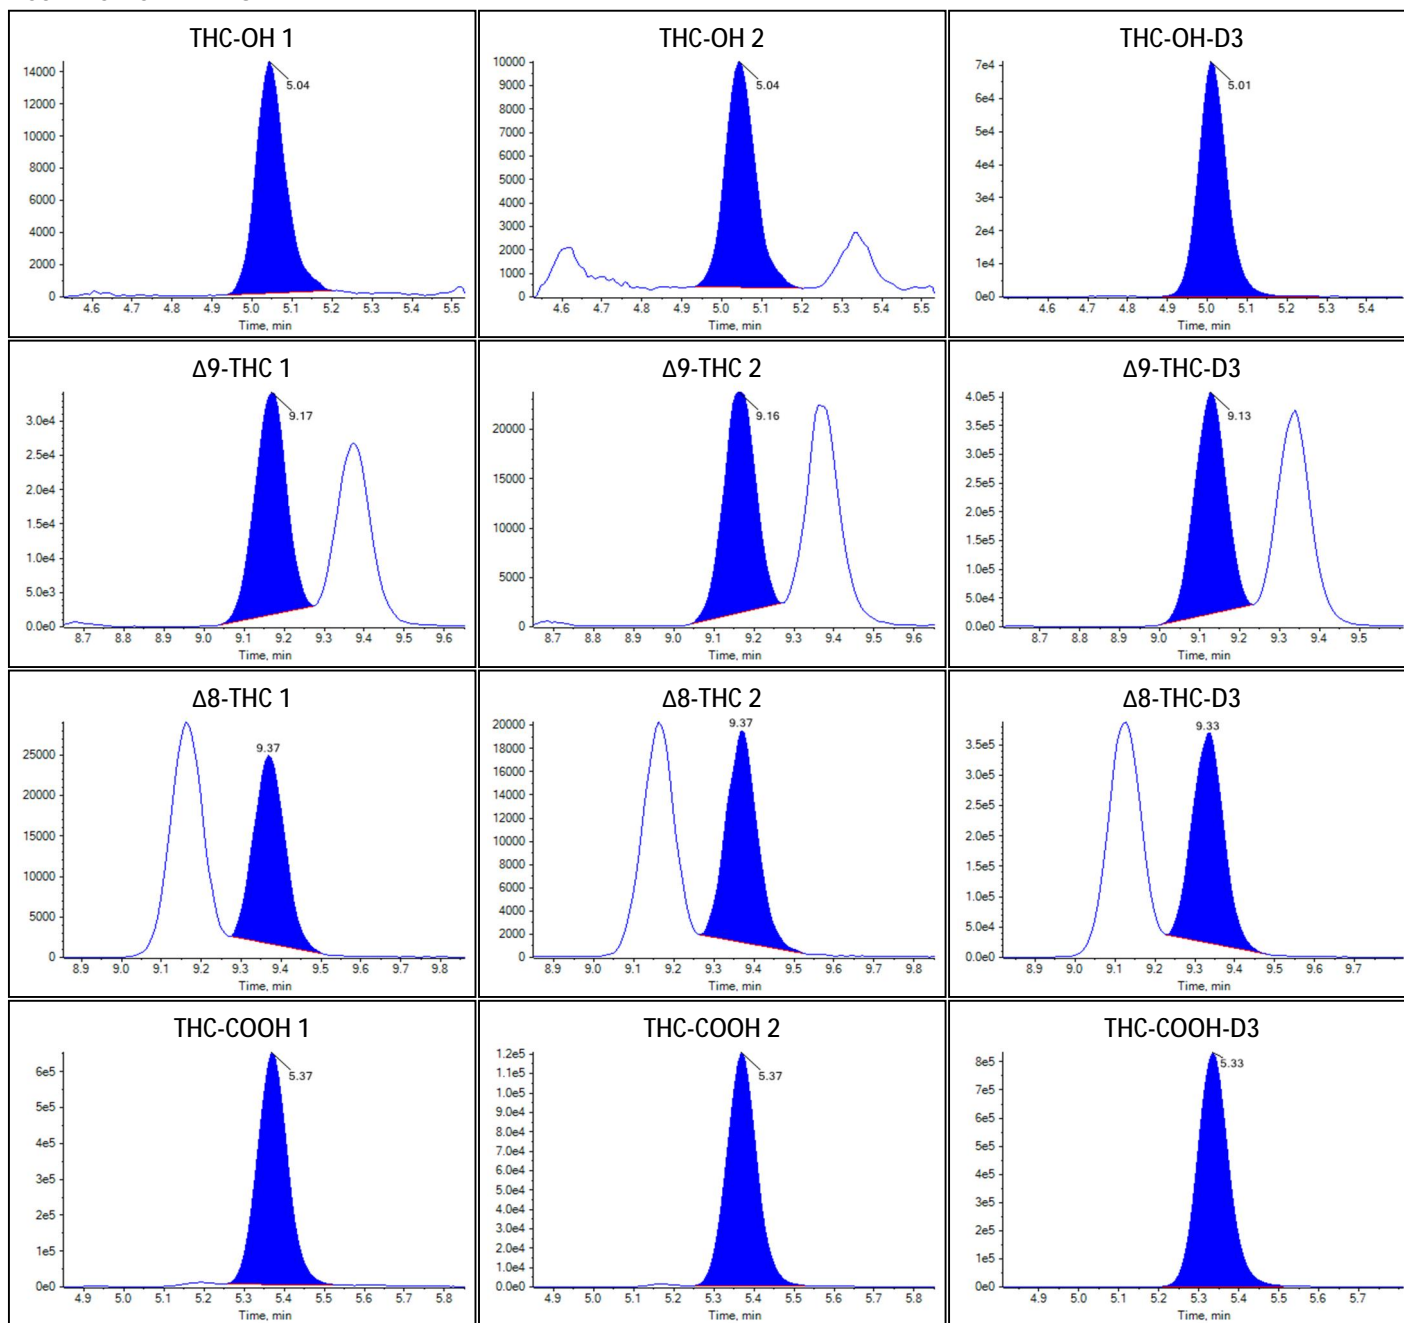 THC-OH 1
14000
5.04
12000
10000
8000
6000
4000
2000
0
4.6 4.7 4.8 4.9 5.0 5.1 5.2 5.3 5.4 5.5
Time, min
THC-OH 2
10000
9000
5.04
8000
7000
6000
5000
4000
3000
2000
1000
0
4.6 4.7 4.8 4.9 5.0 5.1 5.2 5.3 5.4 5.5
Time, min
THC-OH-D3
7e4
5.01
6e4
5e4
4e4
3e4
2e4
1e4
0e0
4.6 4.7 4.8 4.9 5.0 5.1 5.2 5.3 5.4
Time, min
Δ9-THC 1
9.17
3.0e4
2.5e4
2.0e4
1.5e4
1.0e4
5.0e3
0.0e0
8.7 8.8 8.9 9.0 9.1 9.2 9.3 9.4 9.5 9.6
Time, min
Δ9-THC 2
9.16
20000
15000
10000
5000
0
8.7 8.8 8.9 9.0 9.1 9.2 9.3 9.4 9.5 9.6
Time, min
Δ9-THC-D3
4.0e5
9.13
3.5e5
3.0e5
2.5e5
2.0e5
1.5e5
1.0e5
5.0e4
0.0e0
8.7 8.8 8.9 9.0 9.1 9.2 9.3 9.4 9.5
Time, min
Δ8-THC 1
9.37
25000
20000
15000
10000
5000
0
8.9 9.0 9.1 9.2 9.3 9.4 9.5 9.6 9.7 9.8
Time, min
Δ8-THC 2
9.37
20000
18000
16000
14000
12000
10000
8000
6000
4000
2000
0
8.9 9.0 9.1 9.2 9.3 9.4 9.5 9.6 9.7 9.8
Time, min
Δ8-THC-D3
9.33
3.5e5
3.0e5
2.5e5
2.0e5
1.5e5
1.0e5
5.0e4
0.0e0
8.9 9.0 9.1 9.2 9.3 9.4 9.5 9.6 9.7
Time, min
THC-COOH 1
6e5
5.37
5e5
4e5
3e5
2e5
1e5
0e0
4.9 5.0 5.1 5.2 5.3 5.4 5.5 5.6 5.7 5.8
Time, min
THC-COOH 2
1.2e5
1.1e5
5.37
1.0e5
9.0e4
8.0e4
7.0e4
6.0e4
5.0e4
4.0e4
3.0e4
2.0e4
1.0e4
0.0e0
4.9 5.0 5.1 5.2 5.3 5.4 5.5 5.6 5.7 5.8
Time, min
THC-COOH-D3
8e5
5.33
7e5
6e5
5e5
4e5
3e5
2e5
1e5
0e0
4.9 5.0 5.1 5.2 5.3 5.4 5.5 5.6 5.7
Time, min